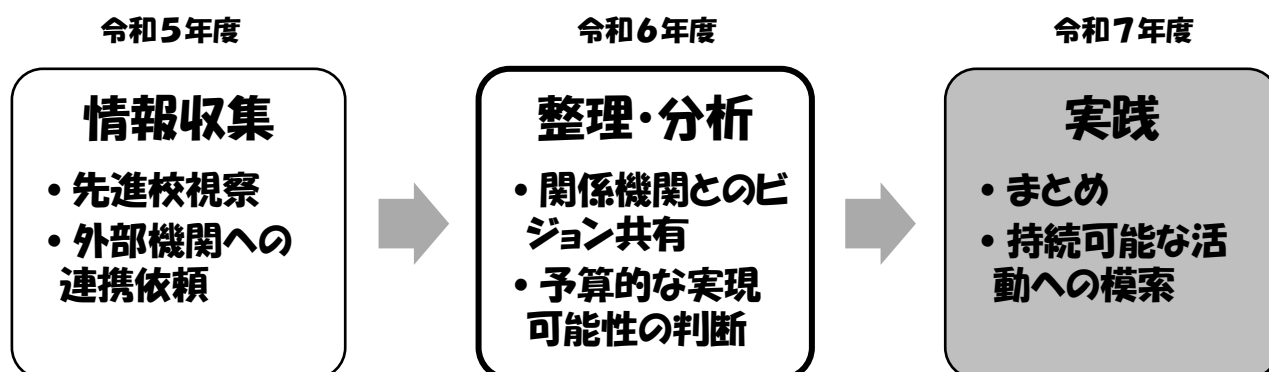 令和5年度
情報収集
・先進校視察
・外部機関への
連携依頼
令和6年度
整理・分析
・関係機関とのビ
ジョン共有
・予算的な実現
可能性の判断
令和7年度
実践
・まとめ
・持続可能な活
動への模索